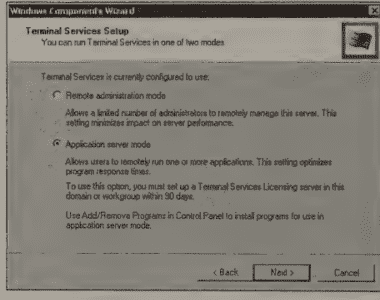 Windows Components Wizard
Terminal Services Setup
You can run Terminal Services in one of two modes
Terminal Services is currently configured to use:
Remote administration mode
Allows a limited number of administrators to remotely manage this server. This
setting minimizes impact on server performance.
Application server mode
Allows users to remotely run one or more applications. This setting optimizes
program response times.
To use this option, you must set up a Terminal Services Licensing server in this
domain or workgroup within 90 days.
Use Add/Remove Programs in Control Panel to install programs for use in
application server mode.
< Back
Next >
Cancel